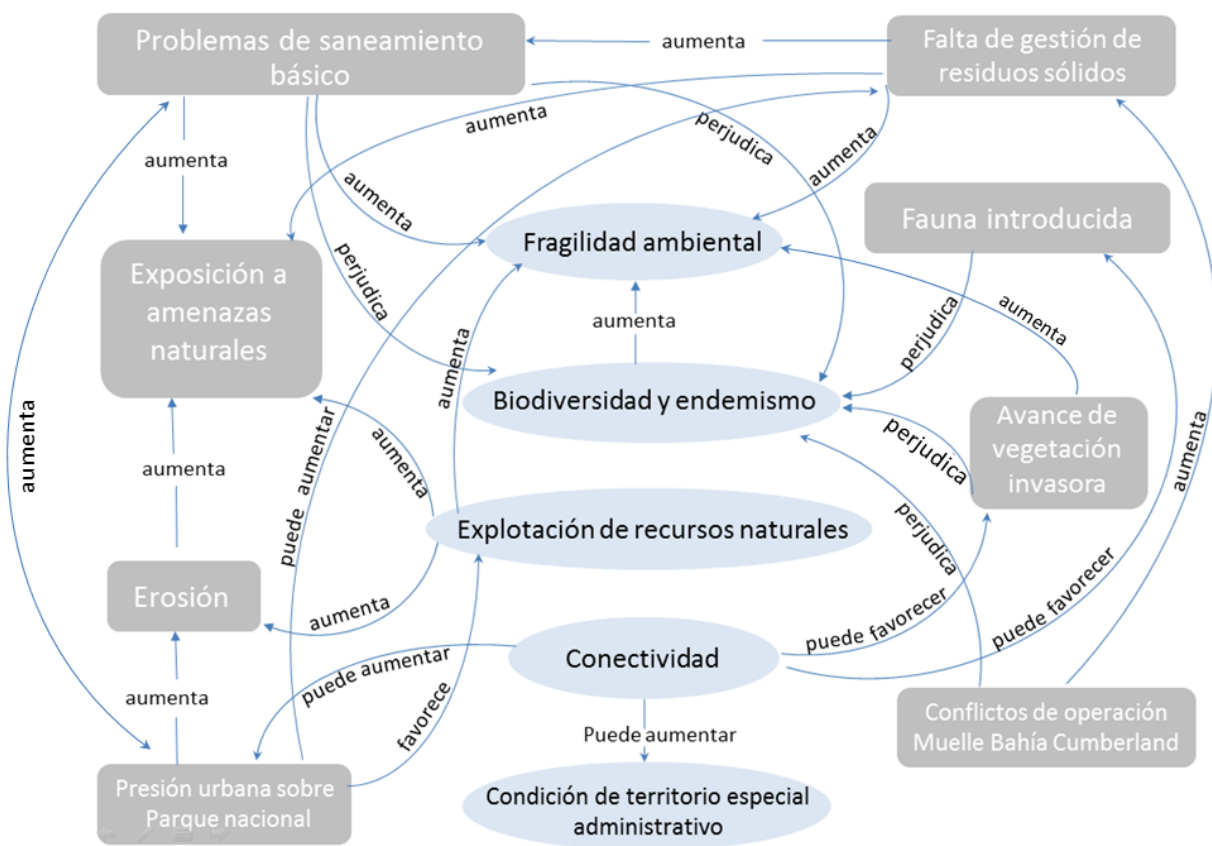 Problemas de saneamiento
básico
aumenta
Falta de gestión de
residuos sólidos
aumenta
perjudica
aumenta
aumenta
aumenta
Fauna introducida
Fragilidad ambiental
Exposición a
amenazas
naturales
perjudica
aumenta
aumenta
perjudica
aumenta
Biodiversidad y endemismo
Avance de
vegetación
invasora
perjudica
aumenta
aumenta
puede aumentar
aumenta
aumenta
Explotación de recursos naturales
perjudica
Erosión
aumenta
puede favorecer
puede favorecer
Conectividad
puede aumentar
aumenta
favorece
Puede aumentar
Conflictos de operación
Muelle Bahía Cumberland
Presión urbana sobre
Parque nacional
Condición de territorio especial
administrativo